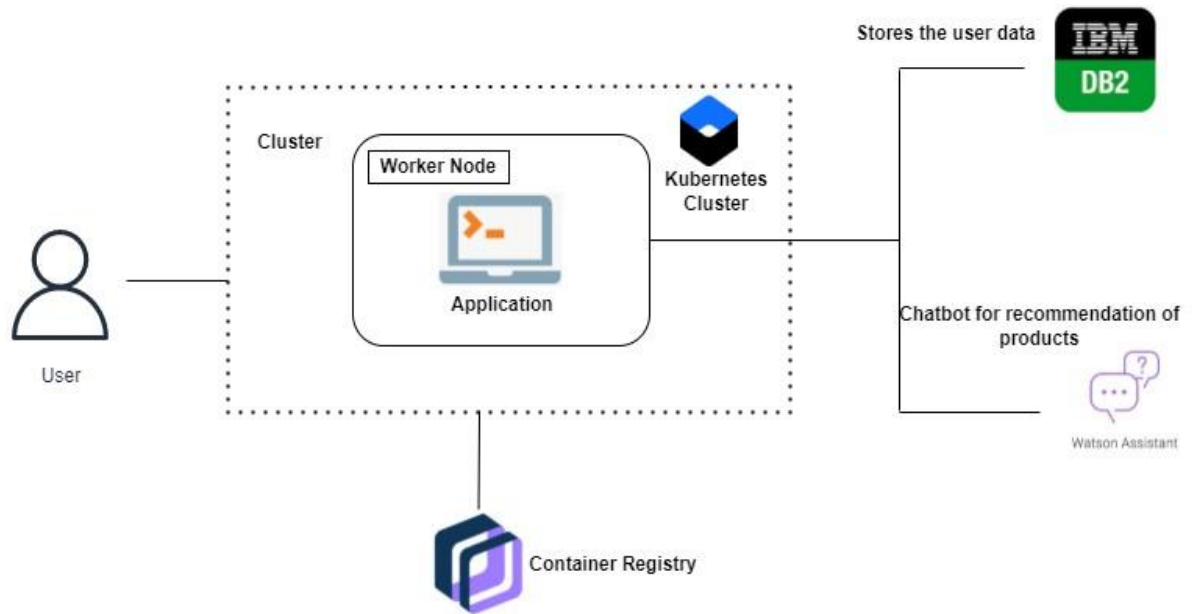 Stores the user data
IBM
DB2
Cluster
Worker Node
Kubernetes
Cluster
Application
User
Chatbot for recommendation of
products
Watson Assistant
Container Registry